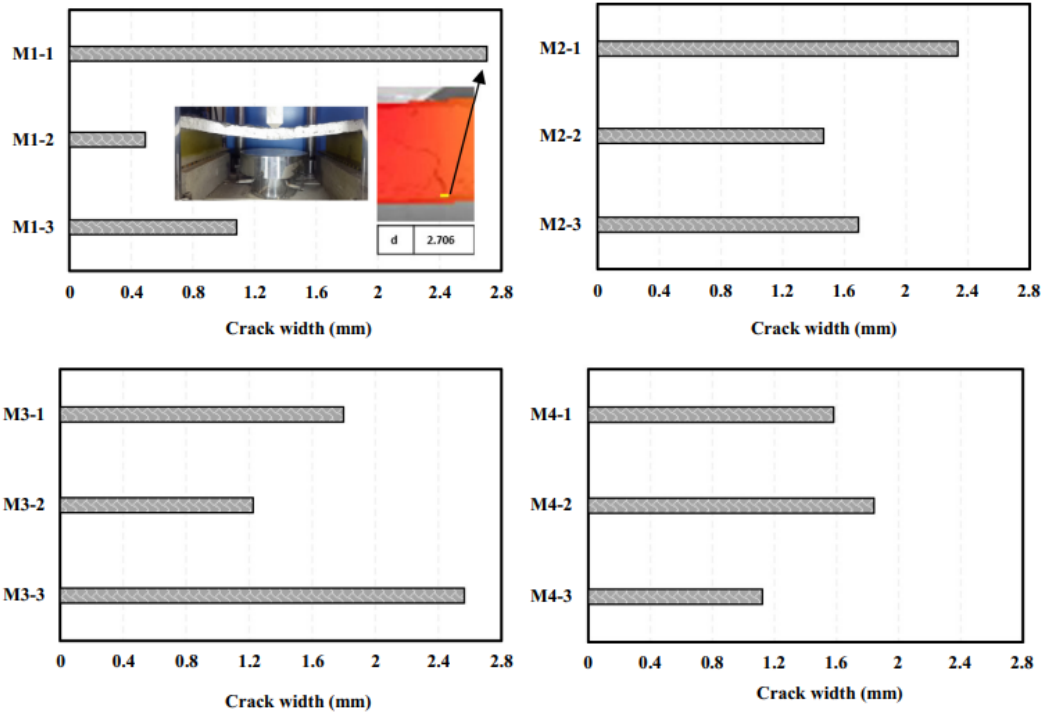 M1-1
M1-2
M1-3
d 2.706
0 0.4 0.8 1.2 1.6 2 2.4 2.8
Crack width (mm)
M2-1
M2-2
M2-3
0 0.4 0.8 1.2 1.6 2 2.4 2.8
Crack width (mm)
M3-1
M3-2
M3-3
0 0.4 0.8 1.2 1.6 2 2.4 2.8
Crack width (mm)
M4-1
M4-2
M4-3
0 0.4 0.8 1.2 1.6 2 2.4 2.8
Crack width (mm)